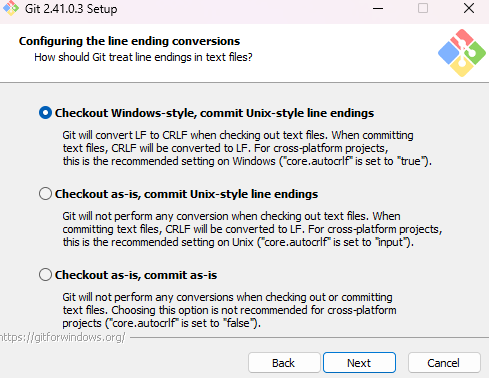 Git 2.41.0.3 Setup
Configuring the line ending conversions
How should Git treat line endings in text files?
Checkout Windows-style, commit Unix-style line endings
Git will convert LF to CRLF when checking out text files. When committing
text files, CRLF will be converted to LF. For cross-platform projects,
this is the recommended setting on Windows ("core.autocrlf" is set to "true").
Checkout as-is, commit Unix-style line endings
Git will not perform any conversion when checking out text files. When
committing text files, CRLF will be converted to LF. For cross-platform projects,
this is the recommended setting on Unix ("core.autocrlf" is set to "input").
Checkout as-is, commit as-is
Git will not perform any conversions when checking out or committing
text files. Choosing this option is not recommended for cross-platform
projects ("core.autocrlf" is set to "false").
https://gitforwindows.org/
Back
Next
Cancel